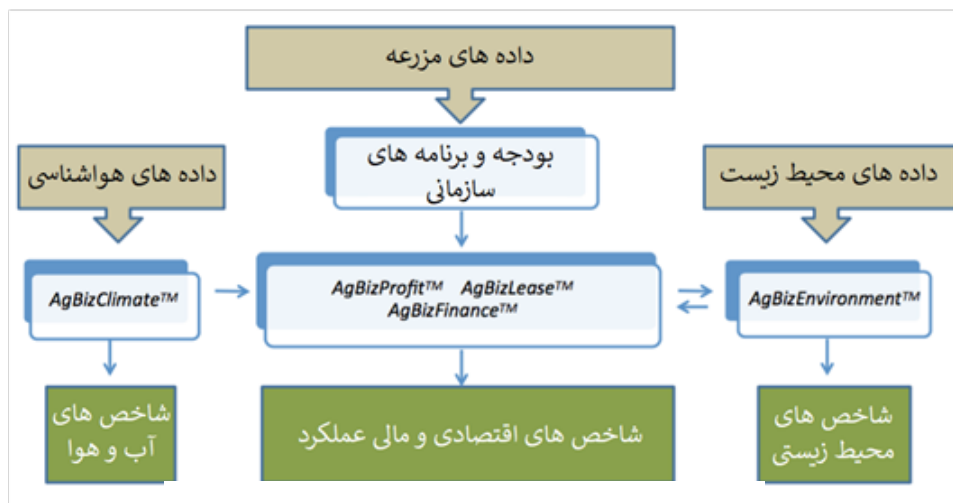 داده های مزرعه
بودجه و برنامه های
سازمانی
داده های محیط زیست
داده های هواشناسی
AgBizEnvironment™
AgBizProfit™ AgBizLease™
AgBizFinance™
AgBizClimate™
شاخص های
محیط زیستی
شاخص های اقتصادی و مالی عملکرد
شاخص های
آب و هوا